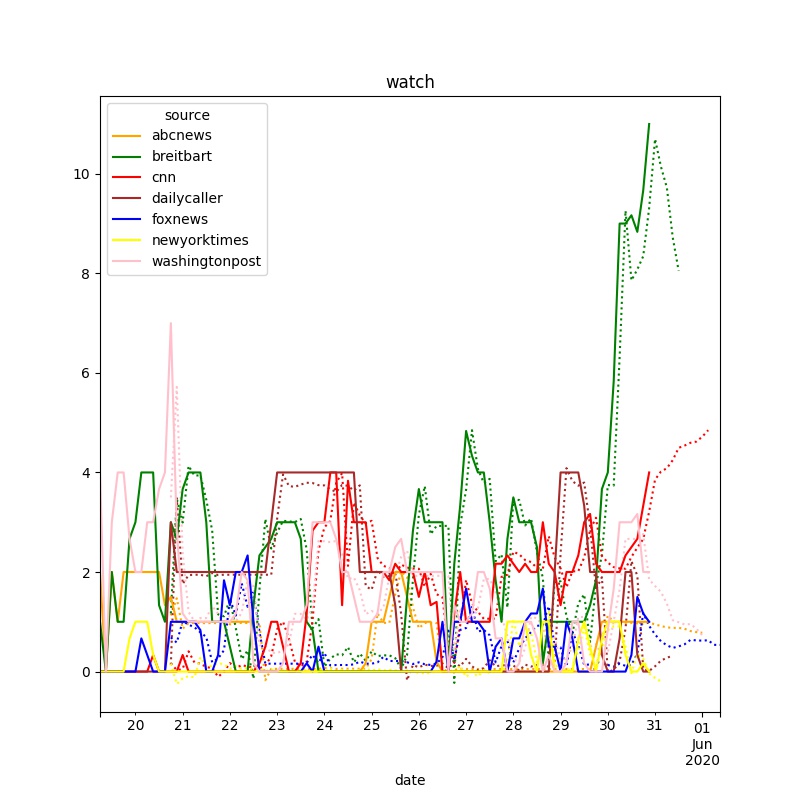 watch
source
abcnews
breitbart
cnn
dailycaller
foxnews
newyorktimes
washingtonpost
10
8
6
4
2
0
20 21 22 23 24 25 26 27 28 29 30 31 01
Jun
2020
date